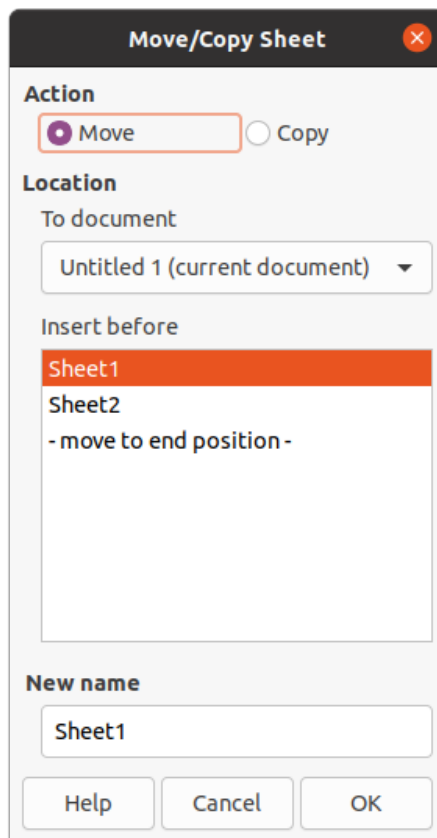 Move/Copy Sheet
Action
Move Copy
Location
To document
Untitled 1 (current document)
Insert before
Sheet1
Sheet2
- move to end position -
New name
Sheet1
Help Cancel OK